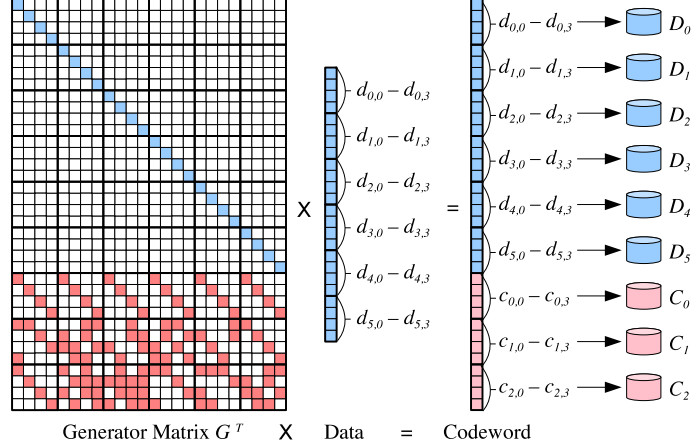 d0,0 – d0,3 D0
d1,0 – d1,3 D1
d2,0 – d2,3 D2
d3,0 – d3,3 D3
d4,0 – d4,3 D4
d5,0 – d5,3 D5
c0,0 – c0,3 C0
c1,0 – c1,3 C1
c2,0 – c2,3 C2
d0,0 – d0,3
d1,0 – d1,3
d2,0 – d2,3
d3,0 – d3,3
d4,0 – d4,3
d5,0 – d5,3
X =
Generator Matrix G T X Data = Codeword